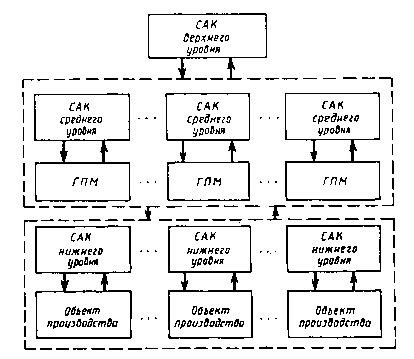 САК
верхнего
уровня
САК
среднего
уровня
САК
среднего
уровня
САК
среднего
уровня
ГПМ
ГПМ
ГПМ
САК
нижнего
уровня
САК
нижнего
уровня
САК
нижнего
уровня
Объект
производства
Объект
производства
Объект
производства